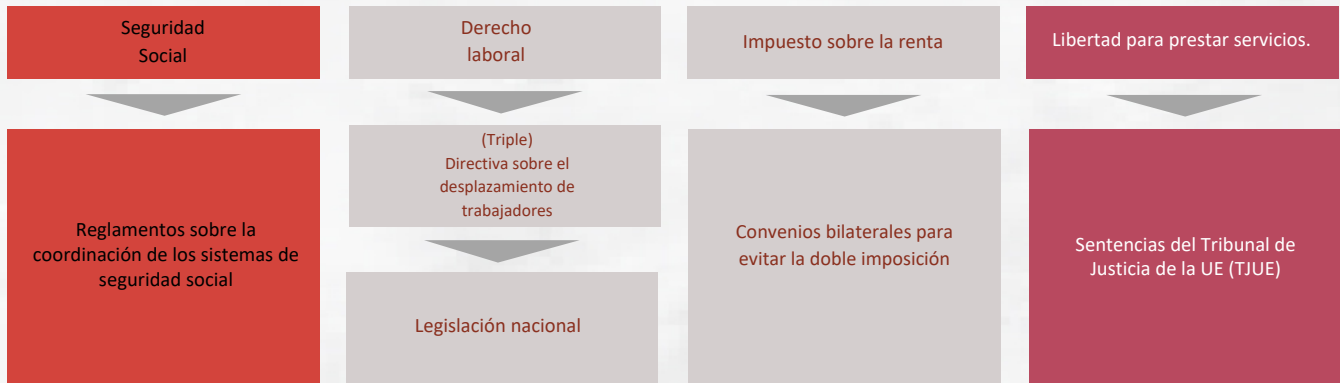 Seguridad
Social
Derecho
laboral
Impuesto sobre la renta
Libertad para prestar servicios.
Reglamentos sobre la
coordinación de los sistemas de
seguridad social
(Triple)
Directiva sobre el
desplazamiento de
trabajadores
Legislación nacional
Convenios bilaterales para
evitar la doble imposición
Sentencias del Tribunal de
Justicia de la UE (TJUE)